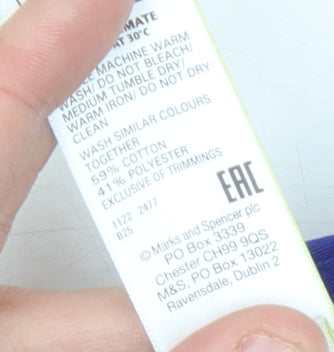 MATE
AT 30°C
MACHINE WARM
WASH/ DO NOT BLEACH/
MEDIUM TUMBLE DRY/
WARM IRON/ DO NOT DRY
CLEAN
WASH SIMILAR COLOURS
TOGETHER
59% COTTON
41% POLYESTER
EXCLUSIVE OF TRIMMINGS
1122 2477
B25
EAC
© Marks and Spencer plc
PO Box 3339
Chester CH99 9QS
M&S, PO Box 13022
Ravensdale, Dublin 2